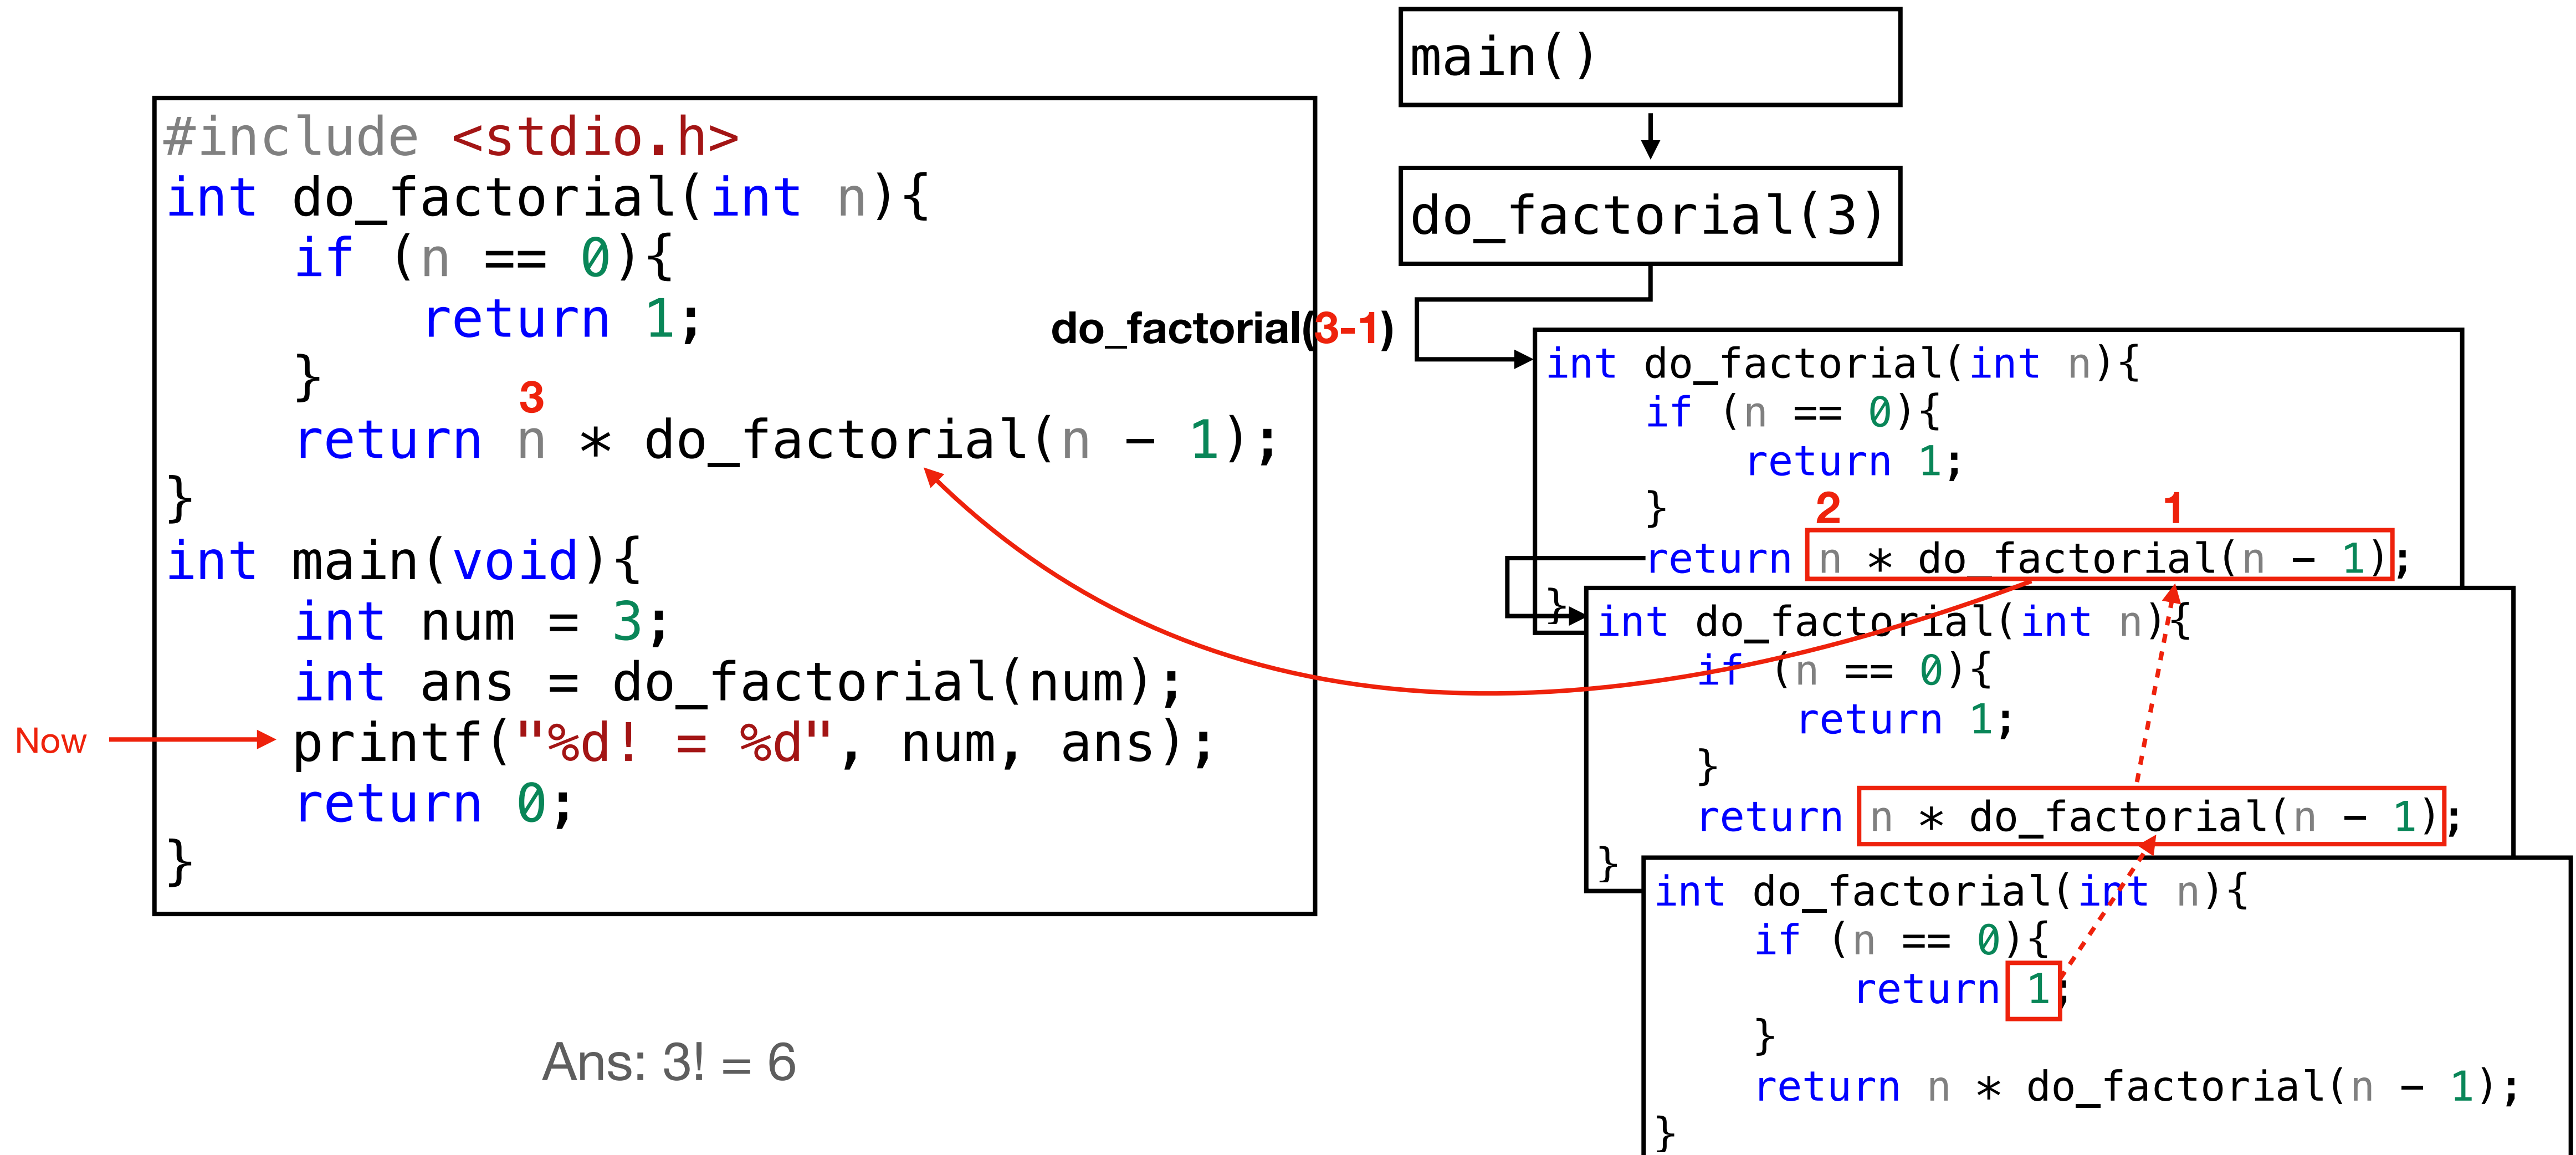 #include <stdio.h>
int do_factorial(int n){
    if (n == 0){
        return 1;
    }
3
    return n * do_factorial(n - 1);
}
int main(void){
    int num = 3;
    int ans = do_factorial(num);
Now
    printf("%d! = %d", num, ans);
    return 0;
}
Ans: 3! = 6
main()
do_factorial(3)
do_factorial(3-1)
int do_factorial(int n){
    if (n == 0){
        return 1;
    }
2 1
    return n * do_factorial(n - 1);
}
int do_factorial(int n){
    if (n == 0){
        return 1;
    }
    return n * do_factorial(n - 1);
}
int do_factorial(int n){
    if (n == 0){
        return 1;
    }
    return n * do_factorial(n - 1);
}